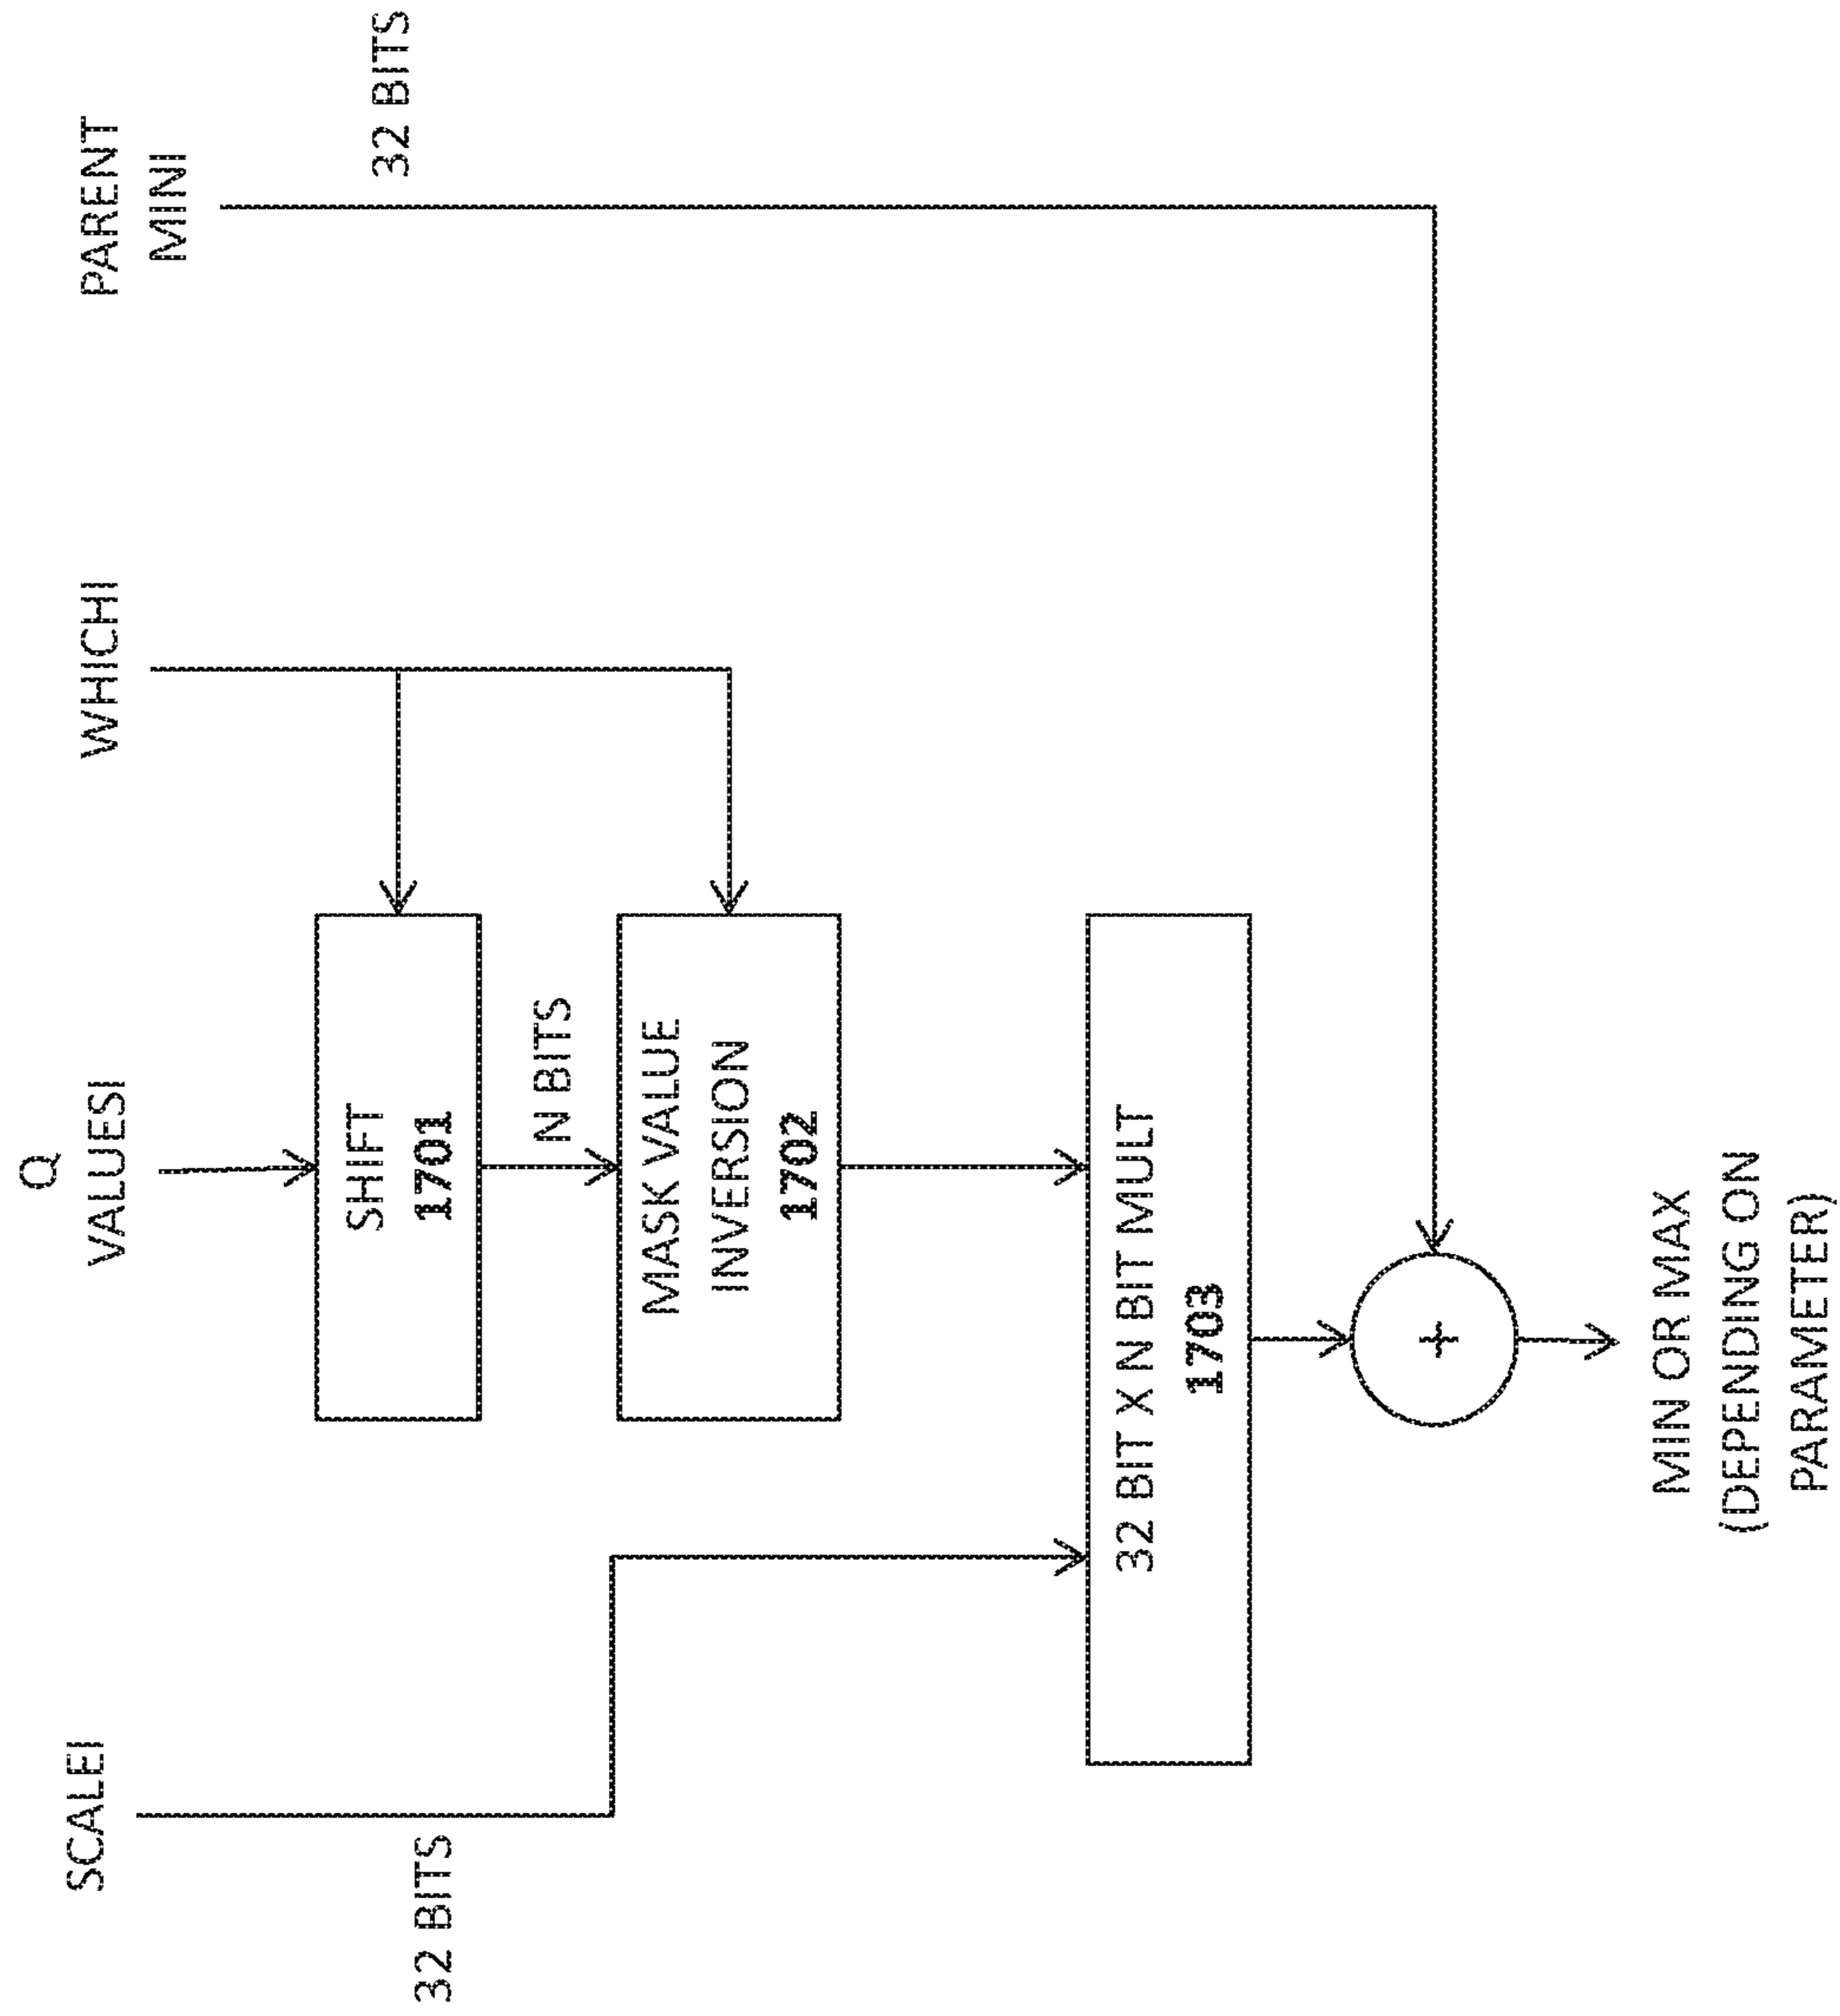 SCALEI
Q
VALUESI
WHICHI
PARENT
MINI
32 BITS
32 BITS
SHIFT
1701
N BITS
MASK VALUE
INVERSION
1702
32 BIT X N BIT MULT
1703
+
MIN OR MAX
(DEPENDING ON
PARAMETER)